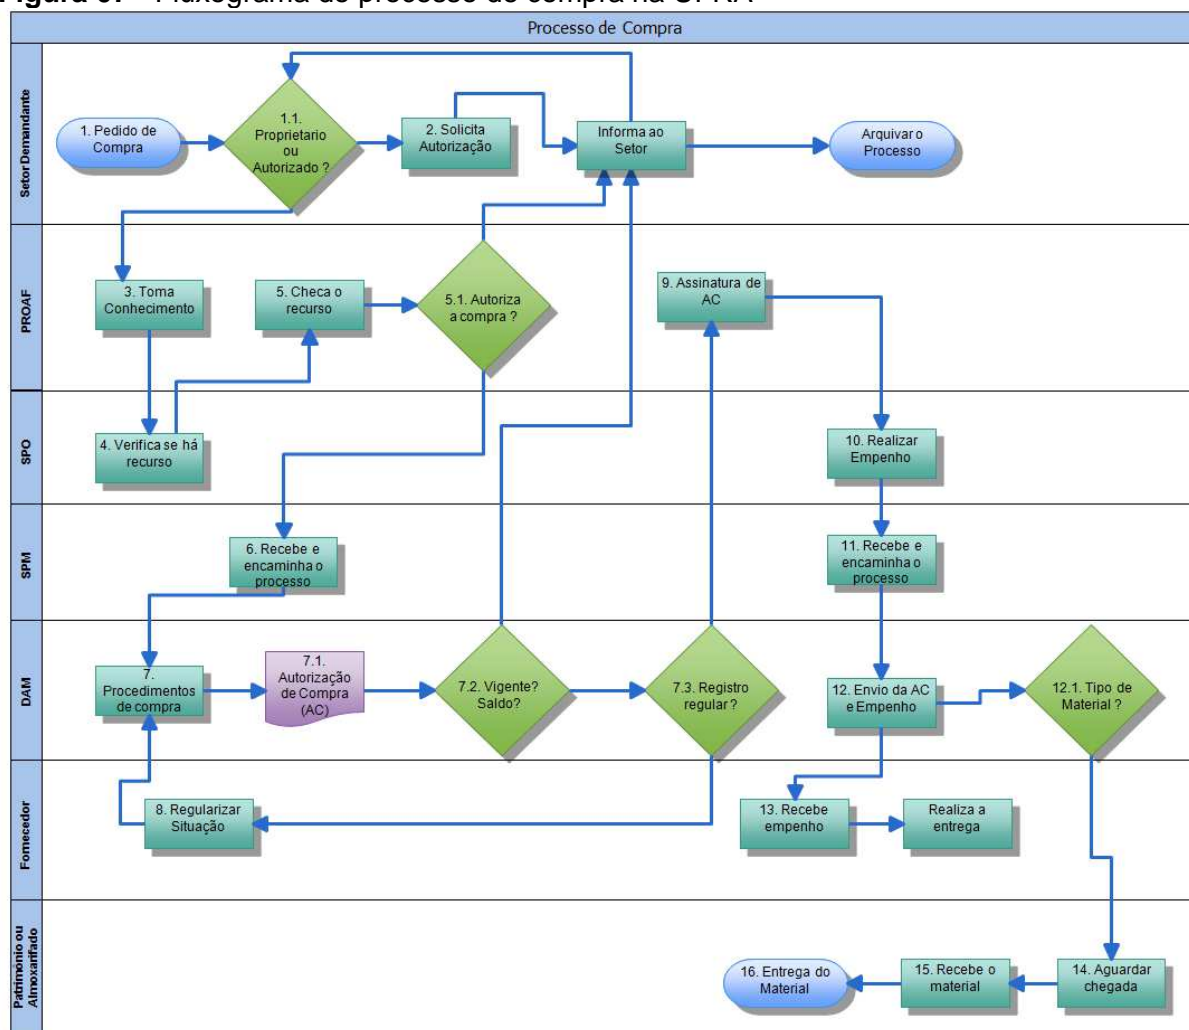 Processo de Compra
Setor Demandante
1. Pedido de
Compra
1.1.
Proprietario
ou
Autorizado ?
2. Solicita
Autorização
Informa ao
Setor
Arquivar o
Processo
PROAF
3. Toma
Conhecimento
5. Checa o
recurso
5.1. Autoriza
a compra ?
9. Assinatura de
AC
SPO
4. Verifica se há
recurso
10. Realizar
Empenho
SPM
6. Recebe e
encaminha o
processo
11. Recebe e
encaminha o
processo
DAM
7.
Procedimentos
de compra
7.1.
Autorização
de Compra
(AC)
7.2. Vigente?
Saldo?
7.3. Registro
regular ?
12. Envio da AC
e Empenho
12.1. Tipo de
Material ?
Fornecedor
8. Regularizar
Situação
13. Recebe
empenho
Realiza a
entrega
Patrimônio ou
Almoxarifado
16. Entrega do
Material
15. Recebe o
material
14. Aguardar
chegada